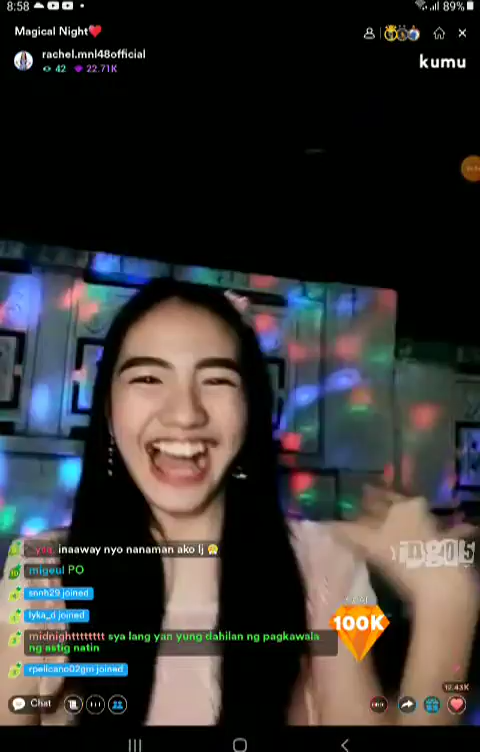 8:58
89%
Magical Night❤️
rachel.mnl48official
42 22.71K
kumu
inaaway nyo nanaman ako lj
migeul PO
snnh29 joined
lyka_d joined
midnightttttttt sya lang yan yung dahilan ng pagkawala
ng astig natin
rpelicano02gm joined
100K
12.43K
Chat